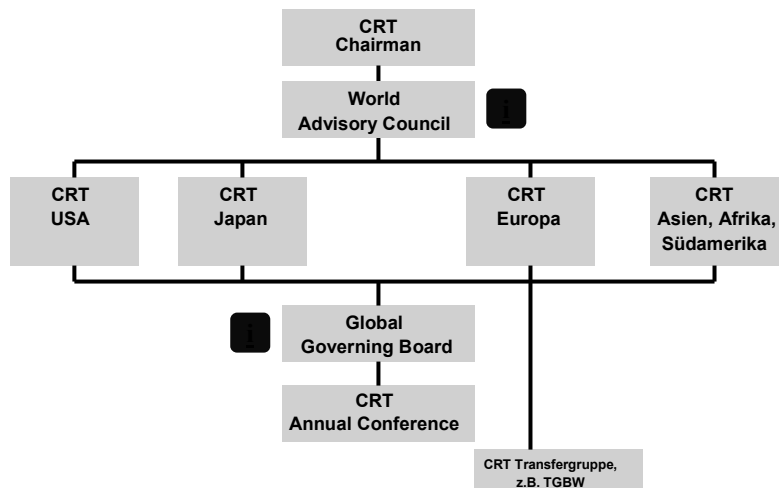 CRT
Chairman
World
Advisory Council
CRT
USA
CRT
Japan
CRT
Europa
CRT
Asien, Afrika,
Südamerika
Global
Governing Board
CRT
Annual Conference
CRT Transfergruppe,
z.B. TGBW